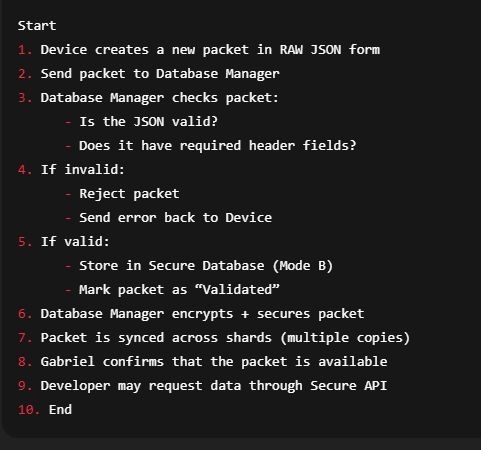 Start
1. Device creates a new packet in RAW JSON form
2. Send packet to Database Manager
3. Database Manager checks packet:
- Is the JSON valid?
- Does it have required header fields?
4. If invalid:
- Reject packet
- Send error back to Device
5. If valid:
- Store in Secure Database (Mode B)
- Mark packet as “Validated”
6. Database Manager encrypts + secures packet
7. Packet is synced across shards (multiple copies)
8. Gabriel confirms that the packet is available
9. Developer may request data through Secure API
10. End